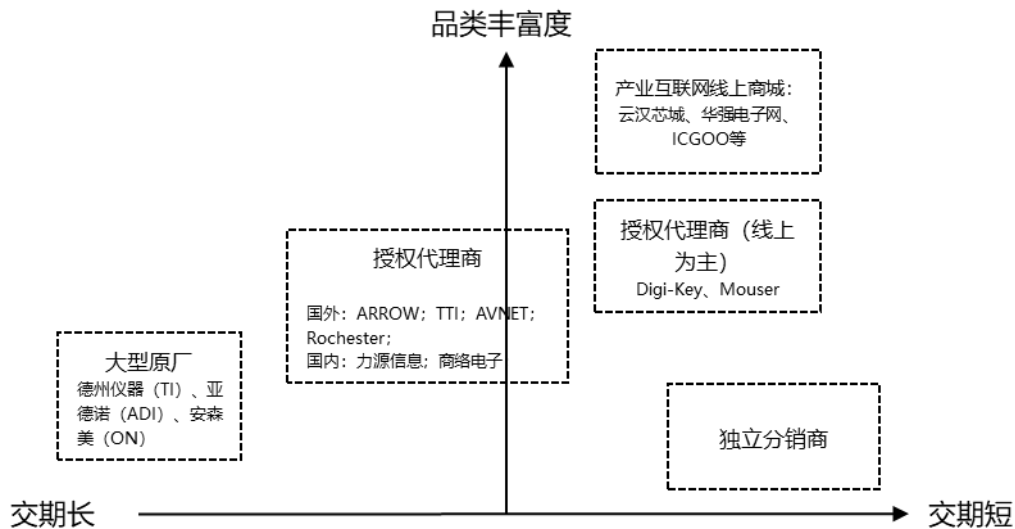 品类丰富度
产业互联网线上商城：
云汉芯城、华强电子网、
ICGOO等
授权代理商（线上
为主）
Digi-Key、Mouser
授权代理商
国外：ARROW；TTI；AVNET；
Rochester；
国内：力源信息；商络电子
大型原厂
德州仪器（TI）、亚
德诺（ADI）、安森
美（ON）
独立分销商
交期长
交期短